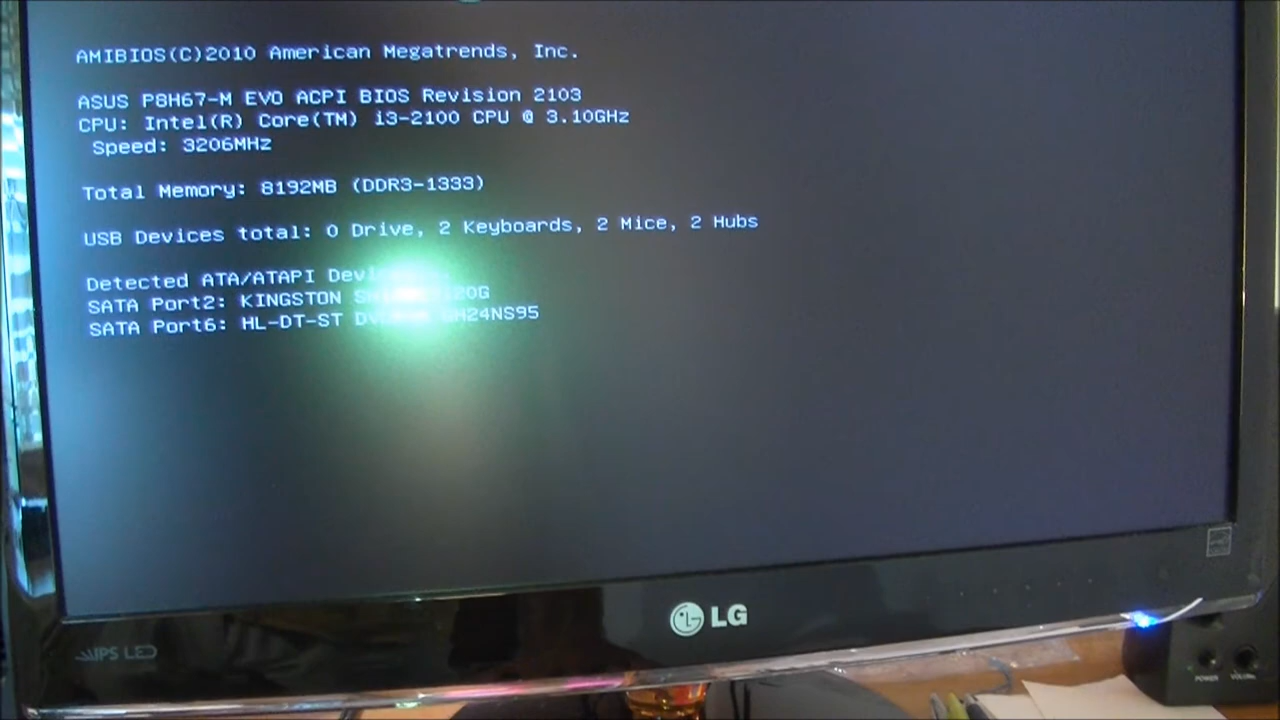 AMIBIOS(C)2010 American Megatrends, Inc.
ASUS P8H67-M EVO ACPI BIOS Revision 2103
CPU: Intel(R) Core(TM) i3-2100 CPU @ 3.10GHz
Speed: 3206MHz
Total Memory: 8192MB (DDR3-1333)
USB Devices total: 0 Drive, 2 Keyboards, 2 Mice, 2 Hubs
Detected ATA/ATAPI
SATA Port2: KINGSTON
SATA Port6: HL-DT-ST
LG
IPS LED
POWER
VOLUME